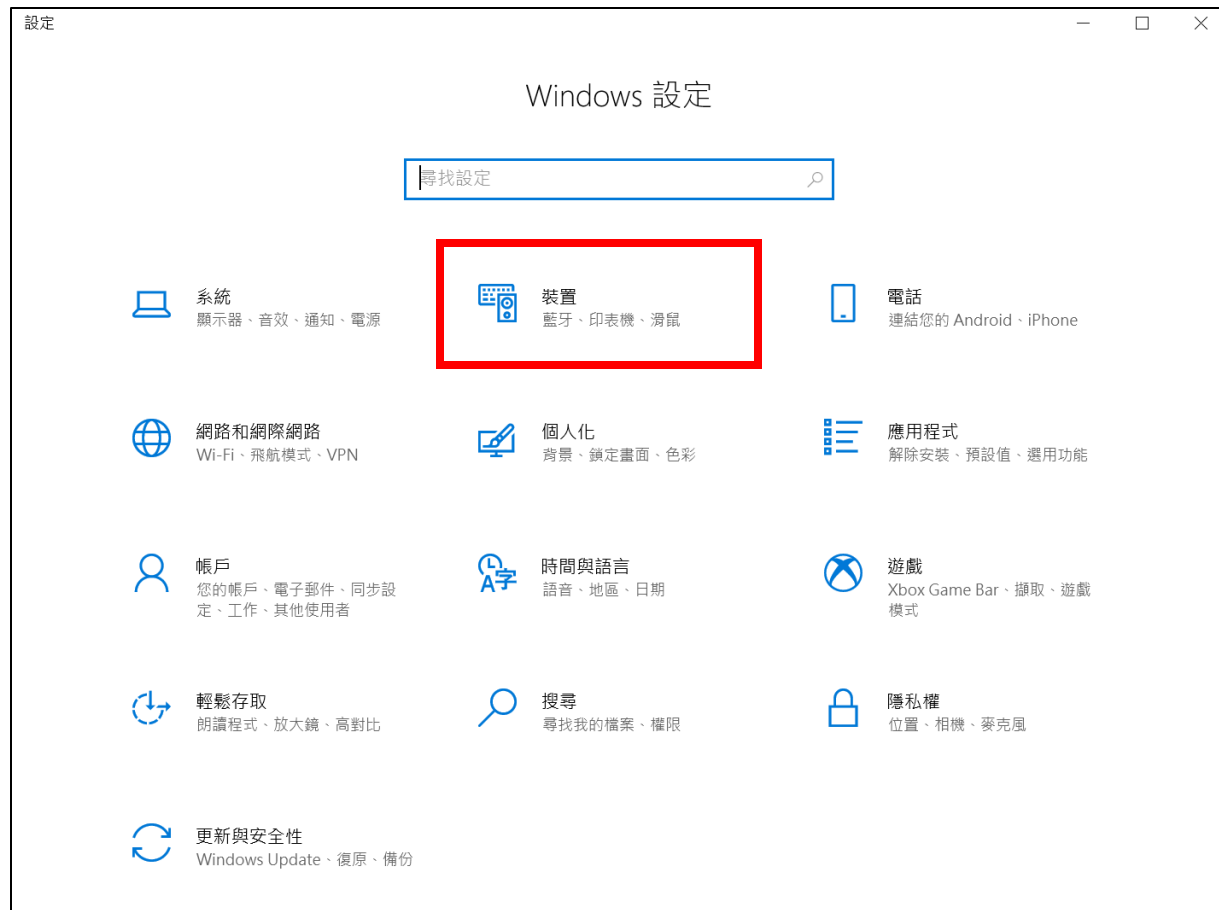 設定
Windows 設定
尋找設定
系統
顯示器、音效、通知、電源
裝置
藍牙、印表機、滑鼠
電話
連結您的 Android、iPhone
網路和網際網路
Wi-Fi、飛航模式、VPN
個人化
背景、鎖定畫面、色彩
應用程式
解除安裝、預設值、選用功能
帳戶
您的帳戶、電子郵件、同步設
定、工作、其他使用者
時間與語言
語音、地區、日期
遊戲
Xbox Game Bar、擷取、遊戲
模式
輕鬆存取
朗讀程式、放大鏡、高對比
搜尋
尋找我的檔案、權限
隱私權
位置、相機、麥克風
更新與安全性
Windows Update、復原、備份